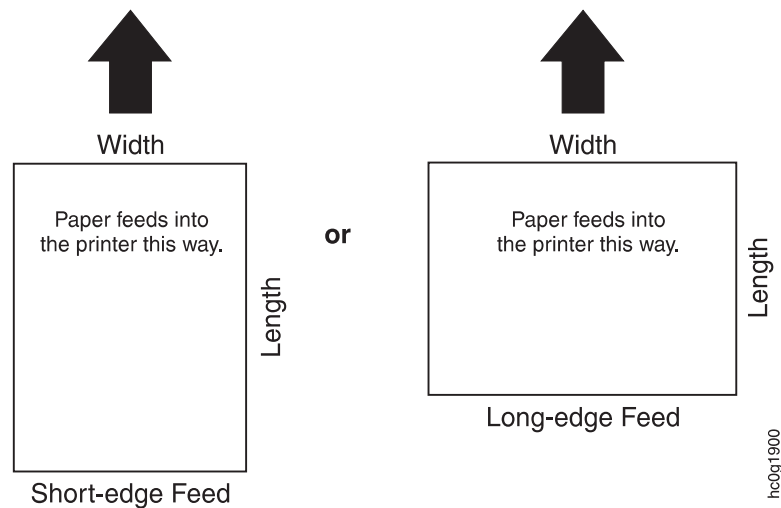 Width
Paper feeds into
the printer this way.
Length
Short-edge Feed
or
Width
Paper feeds into
the printer this way.
Length
Long-edge Feed
hc0g1900